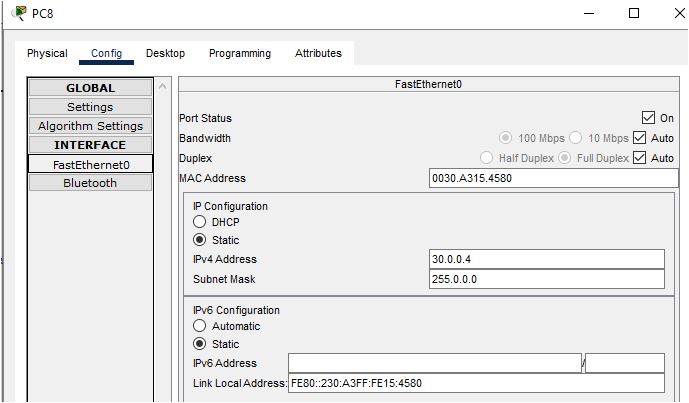 PC8
Physical Config Desktop Programming Attributes
GLOBAL
Settings
Algorithm Settings
INTERFACE
FastEthernet0
Bluetooth
FastEthernet0
Port Status On
Bandwidth 100 Mbps 10 Mbps Auto
Duplex Half Duplex Full Duplex Auto
MAC Address 0030.A315.4580
IP Configuration
DHCP
Static
IPv4 Address 30.0.0.4
Subnet Mask 255.0.0.0
IPv6 Configuration
Automatic
Static
IPv6 Address /
Link Local Address: FE80::230:A3FF:FE15:4580